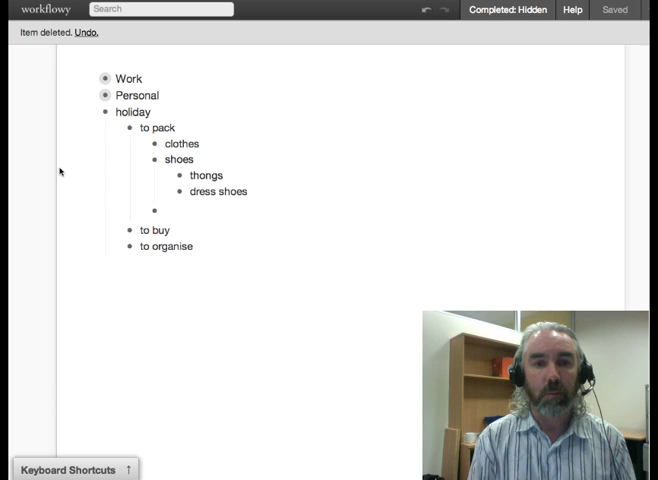 workflowy
Search
Completed: Hidden
Help
Saved
Item deleted. Undo.
Work
Personal
holiday
to pack
clothes
shoes
thongs
dress shoes
to buy
to organise
Keyboard Shortcuts ↑